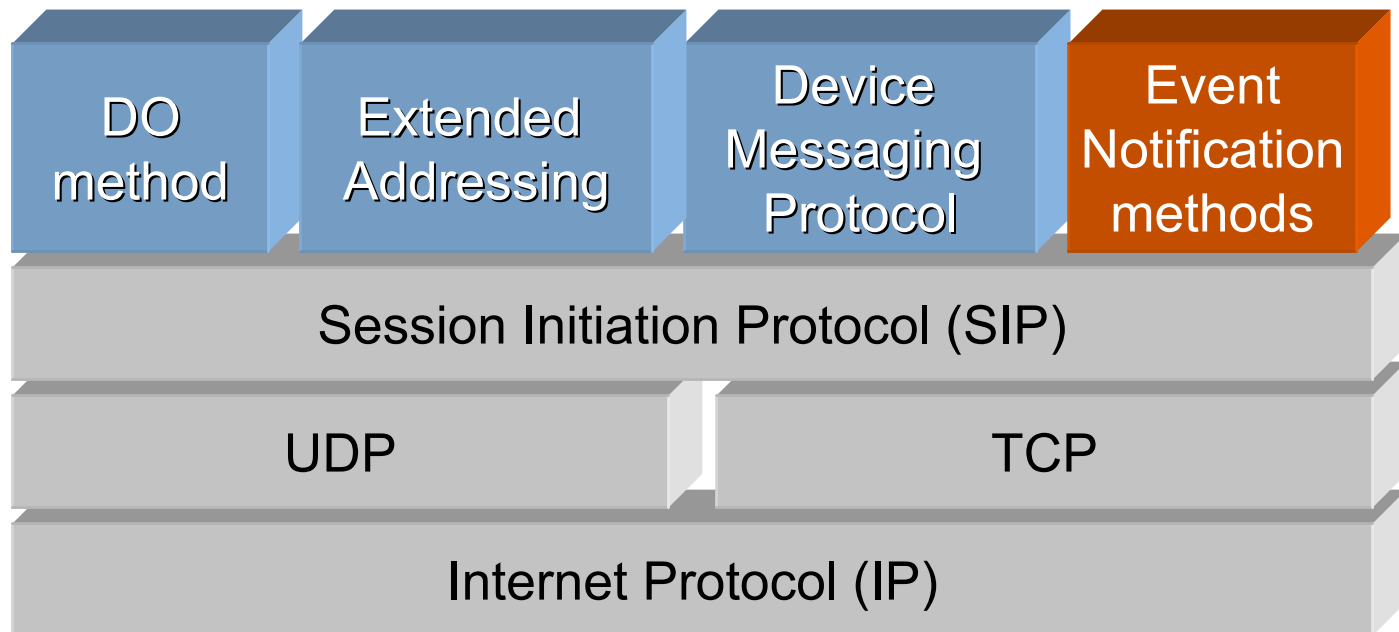 DO
method
Extended
Addressing
Device
Messaging
Protocol
Event
Notification
methods
Session Initiation Protocol (SIP)
UDP
TCP
Internet Protocol (IP)